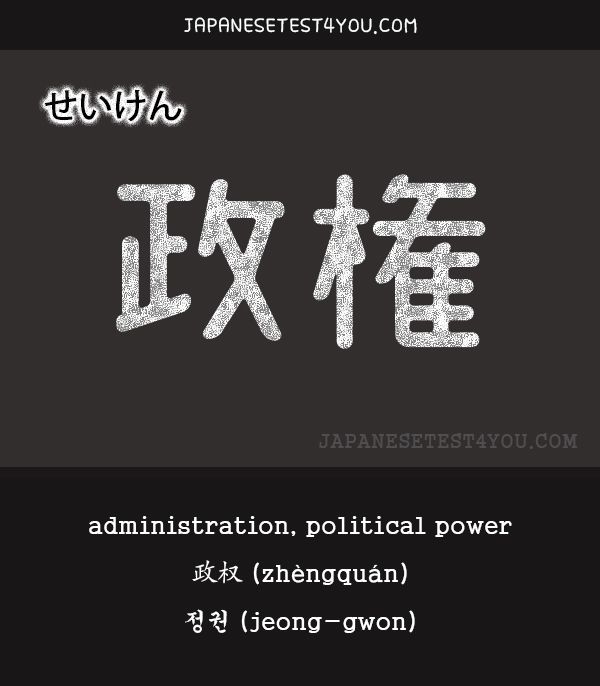 JAPANESETEST4YOU.COM
せいけん
政権
JAPANESETEST4YOU.COM
administration, political power
政权 (zhèngquán)
정권 (jeong-gwon)